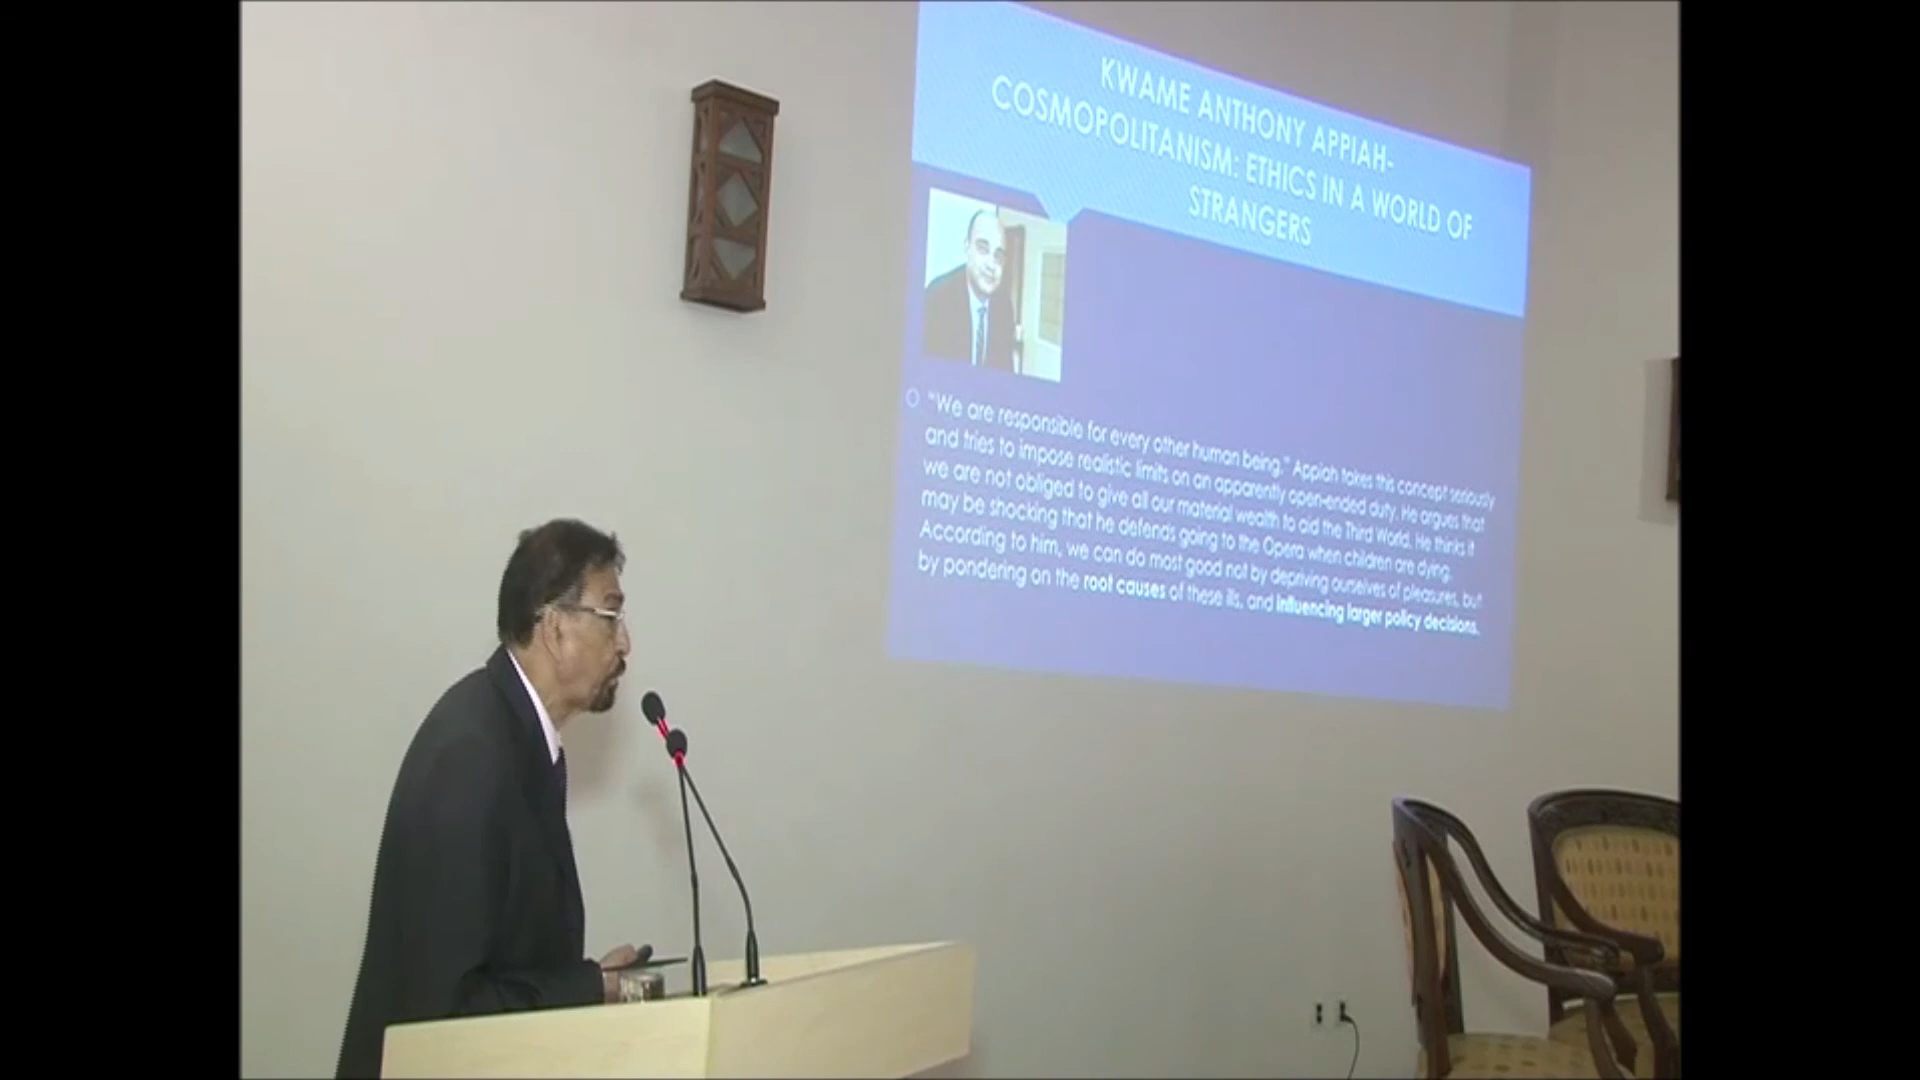 KWAME ANTHONY APPIAH-
COSMOPOLITANISM: ETHICS IN A WORLD OF
STRANGERS
"We are responsible for every other human being." Appiah takes this concept seriously
and tries to impose realistic limits on an apparently open-ended duty. He argues that
we are not obliged to give all our material wealth to aid the Third World. He thinks it
may be shocking that he defends going to the Opera when children are dying.
According to him, we can do most good not by depriving ourselves of pleasures, but
by pondering on the root causes of these ills, and influencing larger policy decisions.